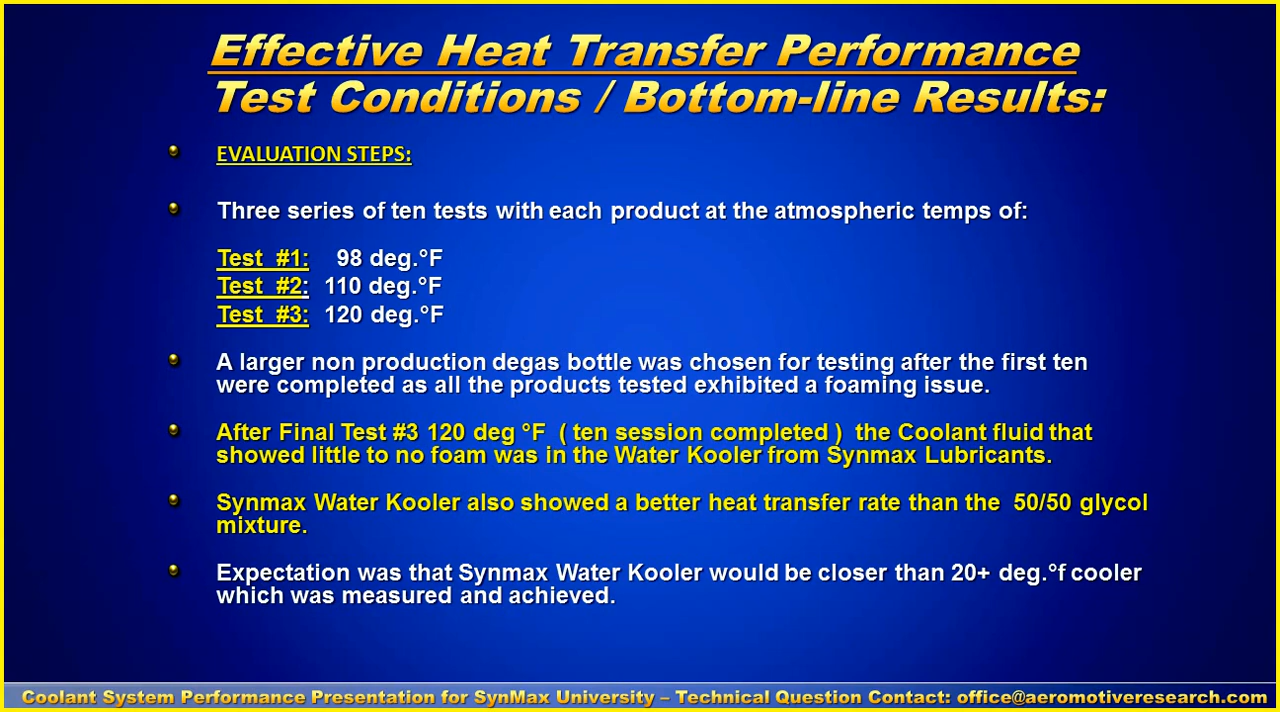 Effective Heat Transfer Performance
Test Conditions / Bottom-line Results:
EVALUATION STEPS:
Three series of ten tests with each product at the atmospheric temps of:
Test #1: 98 deg.°F
Test #2: 110 deg.°F
Test #3: 120 deg.°F
A larger non production degas bottle was chosen for testing after the first ten
were completed as all the products tested exhibited a foaming issue.
After Final Test #3 120 deg °F ( ten session completed ) the Coolant fluid that
showed little to no foam was in the Water Kooler from Synmax Lubricants.
Synmax Water Kooler also showed a better heat transfer rate than the 50/50 glycol
mixture.
Expectation was that Synmax Water Kooler would be closer than 20+ deg.°f cooler
which was measured and achieved.
Coolant System Performance Presentation for SynMax University – Technical Question Contact: office@aeromotiveresearch.com